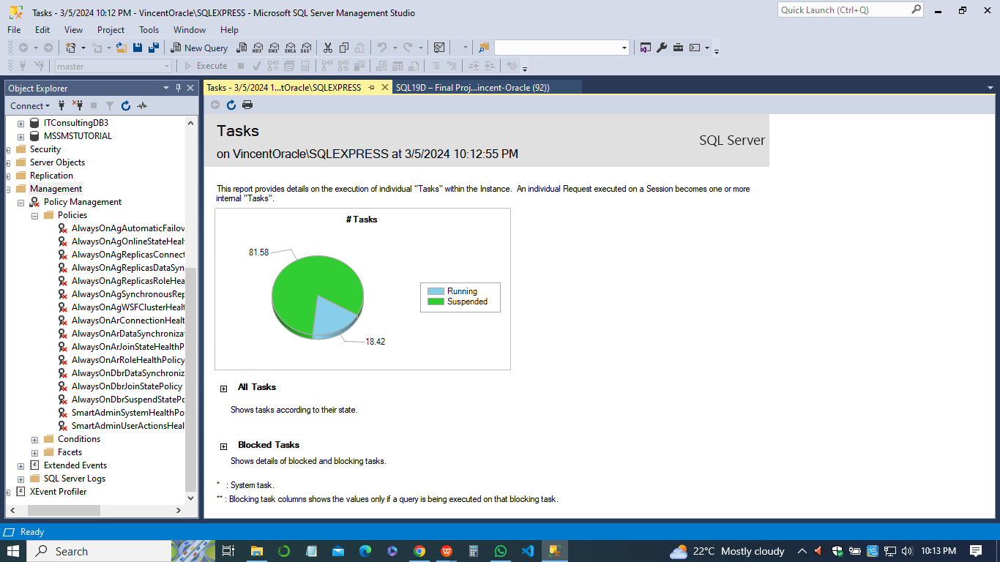 Tasks - 3/5/2024 10:12 PM - VincentOracle\SQLEXPRESS - Microsoft SQL Server Management Studio
Quick Launch (Ctrl+Q)
File Edit View Project Tools Window Help
New Query MDX DMX XMLA DAX
master Execute
Object Explorer
Tasks - 3/5/2024 1...tOracle\SQLEXPRESS
SQL19D – Final Proj...incent-Oracle (92))
Connect
ITConsultingDB3
MSSMSTUTORIAL
Security
Server Objects
Replication
Management
Policy Management
Policies
AlwaysOnAgAutomaticFailov
AlwaysOnAgOnlineStateHeal
AlwaysOnAgReplicasConnect
AlwaysOnAgReplicasDataSyn
AlwaysOnAgReplicasRoleHea
AlwaysOnAgSynchronousRep
AlwaysOnAgWSFClusterHealt
AlwaysOnArConnectionHealt
AlwaysOnArDataSynchroniza
AlwaysOnArJoinStateHealthP
AlwaysOnArRoleHealthPolicy
AlwaysOnDbrDataSynchroniz
AlwaysOnDbrJoinStatePolicy
AlwaysOnDbrSuspendStatePo
SmartAdminSystemHealthPo
SmartAdminUserActionsHeal
Conditions
Facets
Extended Events
SQL Server Logs
XEvent Profiler
Tasks
on VincentOracle\SQLEXPRESS at 3/5/2024 10:12:55 PM
SQL Server
This report provides details on the execution of individual "Tasks" within the Instance. An individual Request executed on a Session becomes one or more
internal "Tasks".
# Tasks
81.58
18.42
Running
Suspended
All Tasks
Shows tasks according to their state.
Blocked Tasks
Shows details of blocked and blocking tasks.
* : System task.
** : Blocking task columns shows the values only if a query is being executed on that blocking task.
Ready
Search
22°C Mostly cloudy
10:13 PM